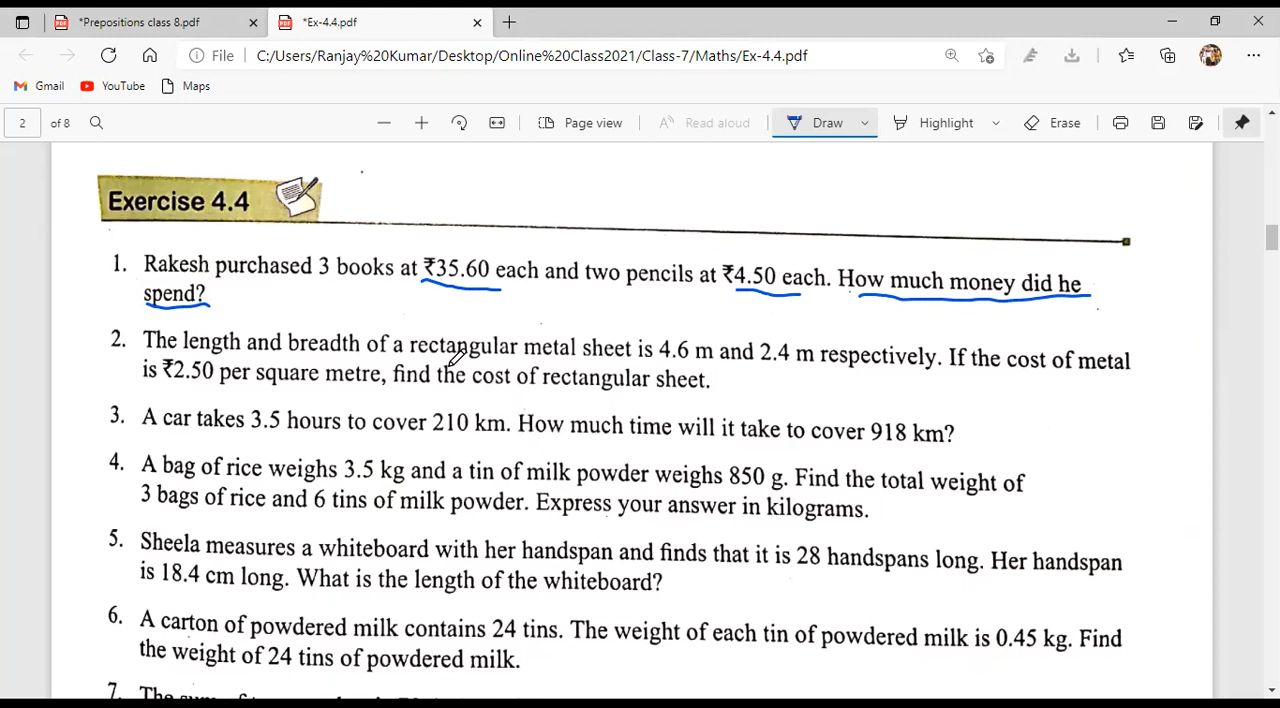 *Prepositions class 8.pdf
*Ex-4.4.pdf
File C:/Users/Ranjay%20Kumar/Desktop/Online%20Class2021/Class-7/Maths/Ex-4.4.pdf
Gmail YouTube Maps
2 of 8 Page view Read aloud Draw Highlight Erase
Exercise 4.4
1. Rakesh purchased 3 books at ₹35.60 each and two pencils at ₹4.50 each. How much money did he
spend?
2. The length and breadth of a rectangular metal sheet is 4.6 m and 2.4 m respectively. If the cost of metal
is ₹2.50 per square metre, find the cost of rectangular sheet.
3. A car takes 3.5 hours to cover 210 km. How much time will it take to cover 918 km?
4. A bag of rice weighs 3.5 kg and a tin of milk powder weighs 850 g. Find the total weight of
3 bags of rice and 6 tins of milk powder. Express your answer in kilograms.
5. Sheela measures a whiteboard with her handspan and finds that it is 28 handspans long. Her handspan
is 18.4 cm long. What is the length of the whiteboard?
6. A carton of powdered milk contains 24 tins. The weight of each tin of powdered milk is 0.45 kg. Find
the weight of 24 tins of powdered milk.
7. The